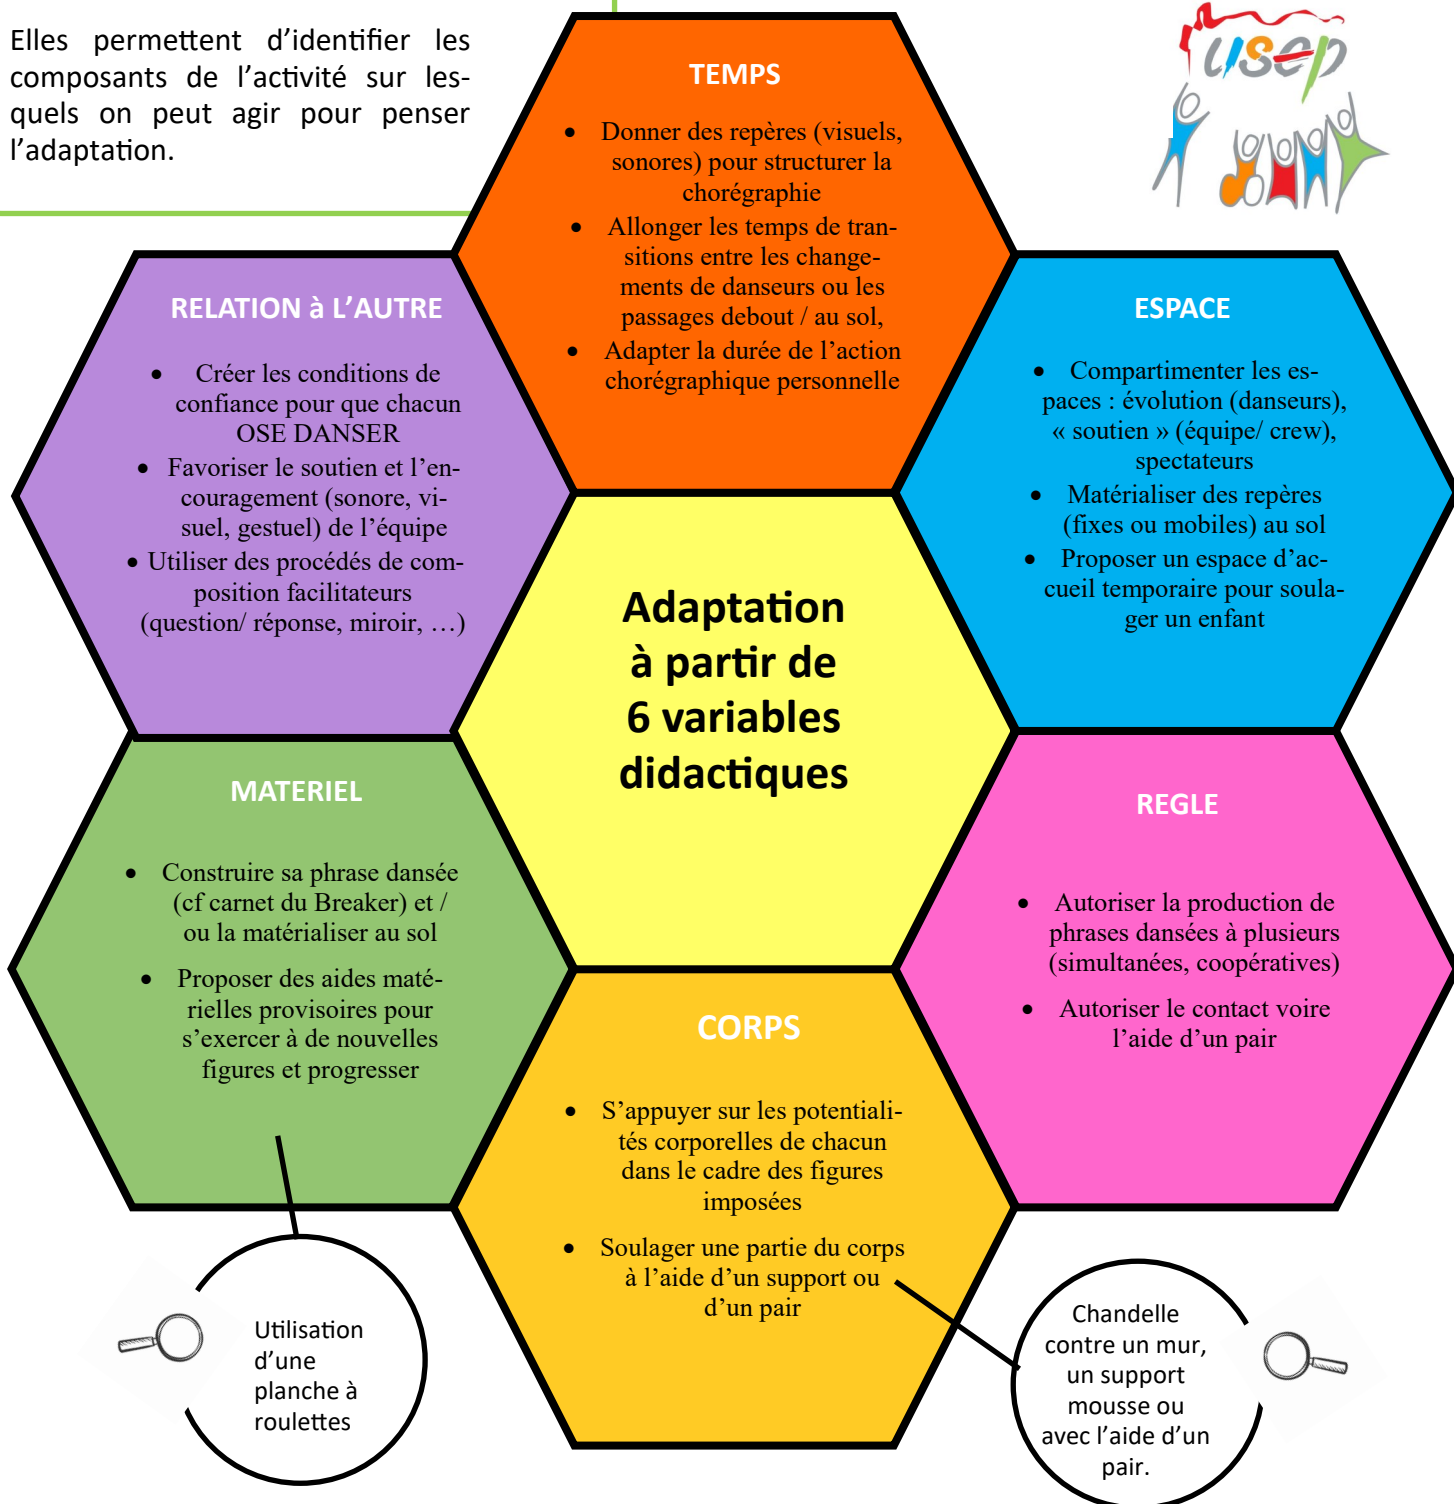 Elles permettent d'identifier les
composants de l'activité sur les-
quels on peut agir pour penser
l'adaptation.
usep
TEMPS
• Donner des repères (visuels,
sonores) pour structurer la
chorégraphie
• Allonger les temps de tran-
sitions entre les change-
ments de danseurs ou les
passages debout / au sol,
• Adapter la durée de l'action
chorégraphique personnelle
RELATION à L'AUTRE
• Créer les conditions de
confiance pour que chacun
OSE DANSER
• Favoriser le soutien et l'en-
couragement (sonore, vi-
suel, gestuel) de l'équipe
• Utiliser des procédés de com-
position facilitateurs
(question/ réponse, miroir, …)
ESPACE
• Compartimenter les es-
paces : évolution (danseurs),
« soutien » (équipe/ crew),
spectateurs
• Matérialiser des repères
(fixes ou mobiles) au sol
• Proposer un espace d'ac-
cueil temporaire pour soula-
ger un enfant
Adaptation
à partir de
6 variables
didactiques
MATERIEL
• Construire sa phrase dansée
(cf carnet du Breaker) et /
ou la matérialiser au sol
• Proposer des aides maté-
rielles provisoires pour
s'exercer à de nouvelles
figures et progresser
REGLE
• Autoriser la production de
phrases dansées à plusieurs
(simultanées, coopératives)
• Autoriser le contact voire
l'aide d'un pair
CORPS
• S'appuyer sur les potentiali-
tés corporelles de chacun
dans le cadre des figures
imposées
• Soulager une partie du corps
à l'aide d'un support ou
d'un pair
Utilisation
d'une
planche à
roulettes
Chandelle
contre un mur,
un support
mousse ou
avec l'aide d'un
pair.